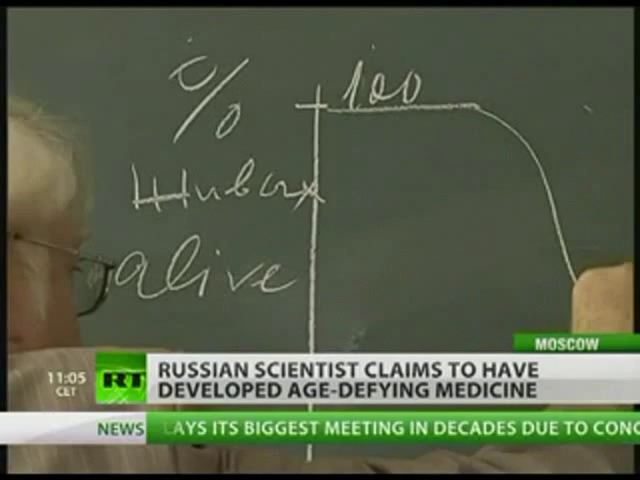 %
100
alive
MOSCOW
11:05
CET
RT
RUSSIAN SCIENTIST CLAIMS TO HAVE
DEVELOPED AGE-DEFYING MEDICINE
NEWS LAYS ITS BIGGEST MEETING IN DECADES DUE TO CONC